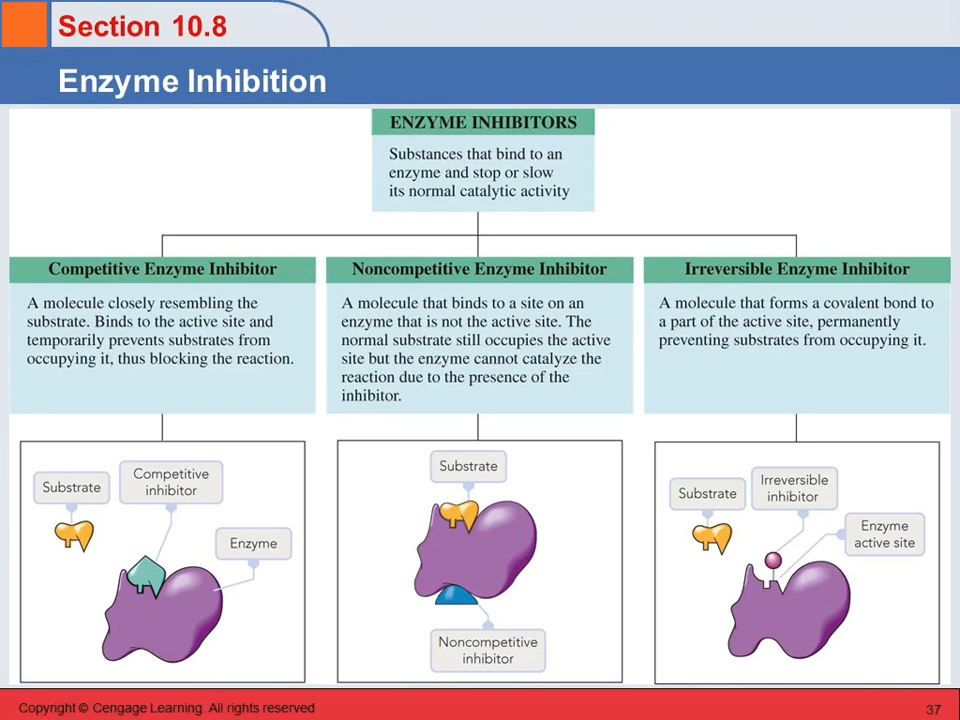 Section 10.8
Enzyme Inhibition
ENZYME INHIBITORS
Substances that bind to an
enzyme and stop or slow
its normal catalytic activity
Competitive Enzyme Inhibitor
A molecule closely resembling the
substrate. Binds to the active site and
temporarily prevents substrates from
occupying it, thus blocking the reaction.
Noncompetitive Enzyme Inhibitor
A molecule that binds to a site on an
enzyme that is not the active site. The
normal substrate still occupies the active
site but the enzyme cannot catalyze the
reaction due to the presence of the
inhibitor.
Irreversible Enzyme Inhibitor
A molecule that forms a covalent bond to
a part of the active site, permanently
preventing substrates from occupying it.
Substrate
Competitive
inhibitor
Enzyme
Substrate
Noncompetitive
inhibitor
Substrate
Irreversible
inhibitor
Enzyme
active site
Copyright © Cengage Learning. All rights reserved
37